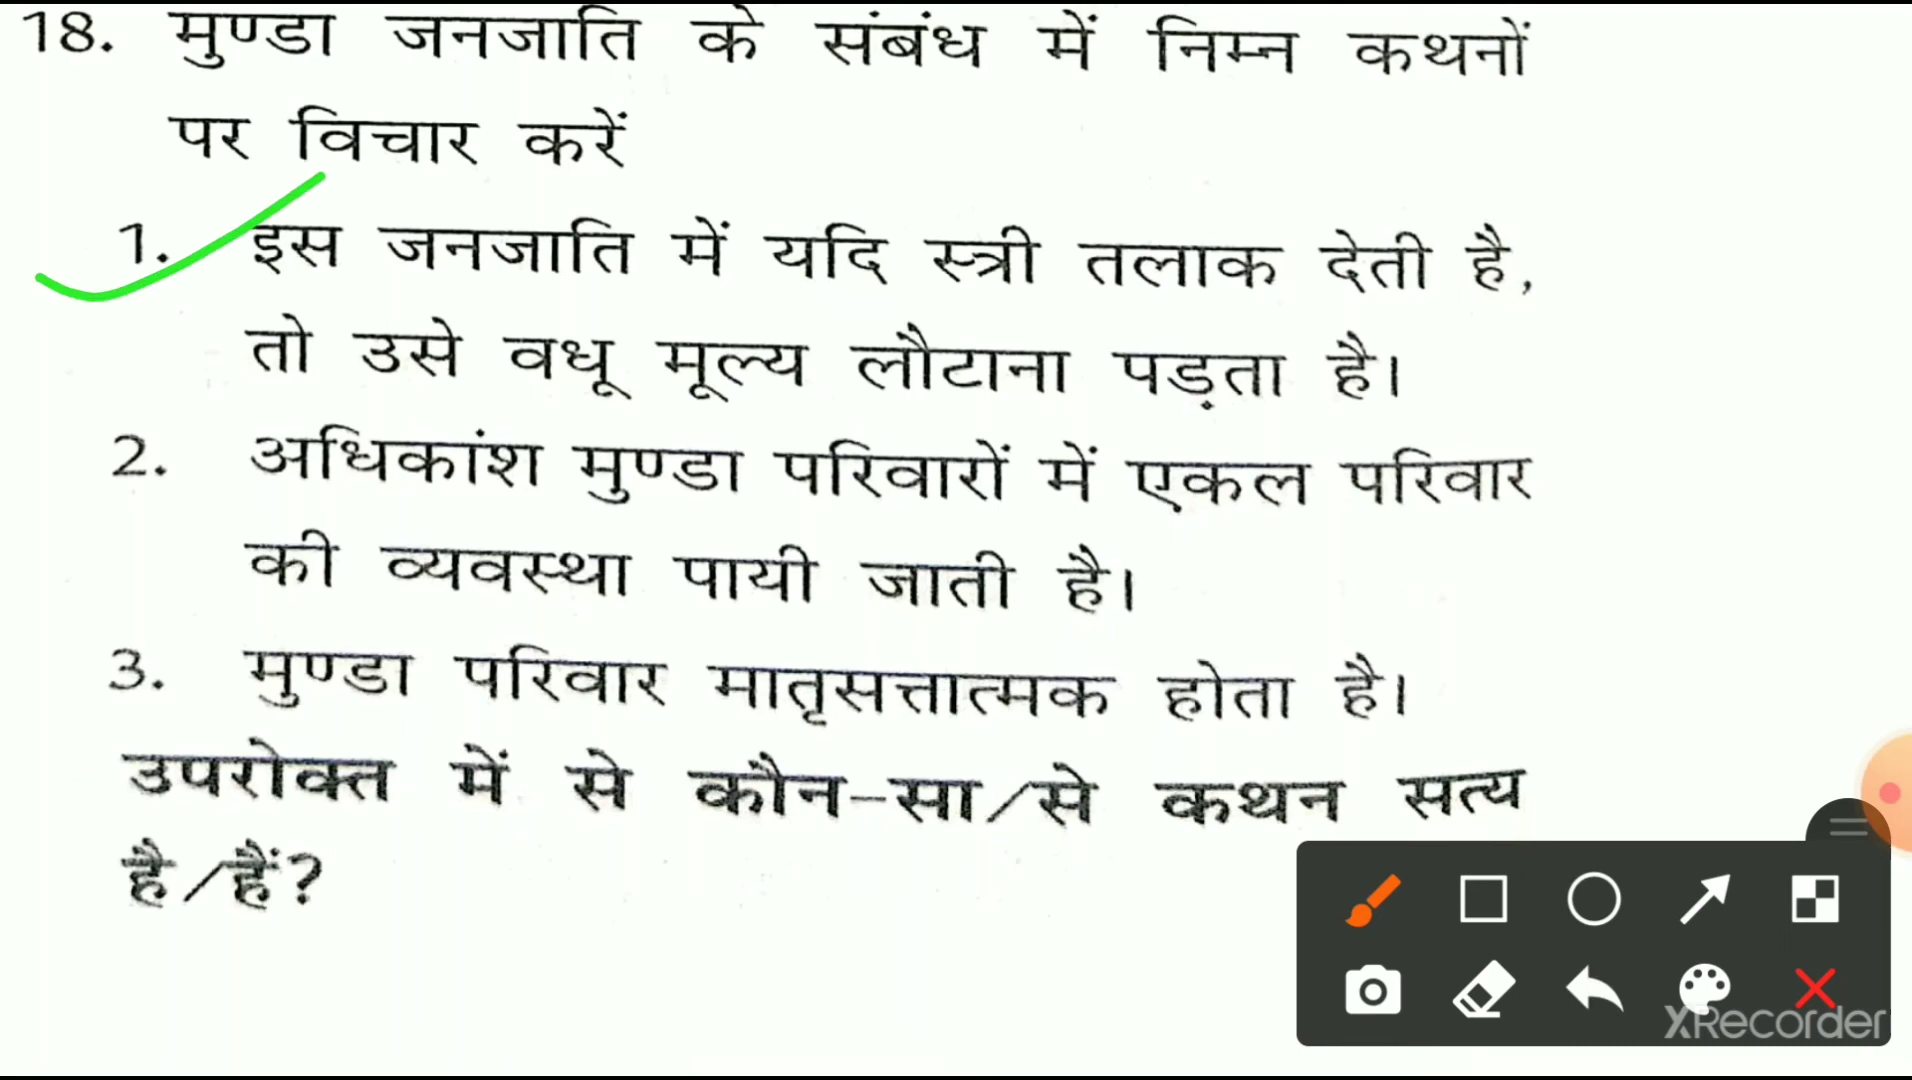 18. मुण्डा जनजाति के संबंध में निम्न कथनों
पर विचार करें
1. इस जनजाति में यदि स्त्री तलाक देती है,
तो उसे वधू मूल्य लौटाना पड़ता है।
2. अधिकांश मुण्डा परिवारों में एकल परिवार
की व्यवस्था पायी जाती है।
3. मुण्डा परिवार मातृसत्तात्मक होता है।
उपरोक्त में से कौन-सा/से कथन सत्य
है/हैं?
XRecorder